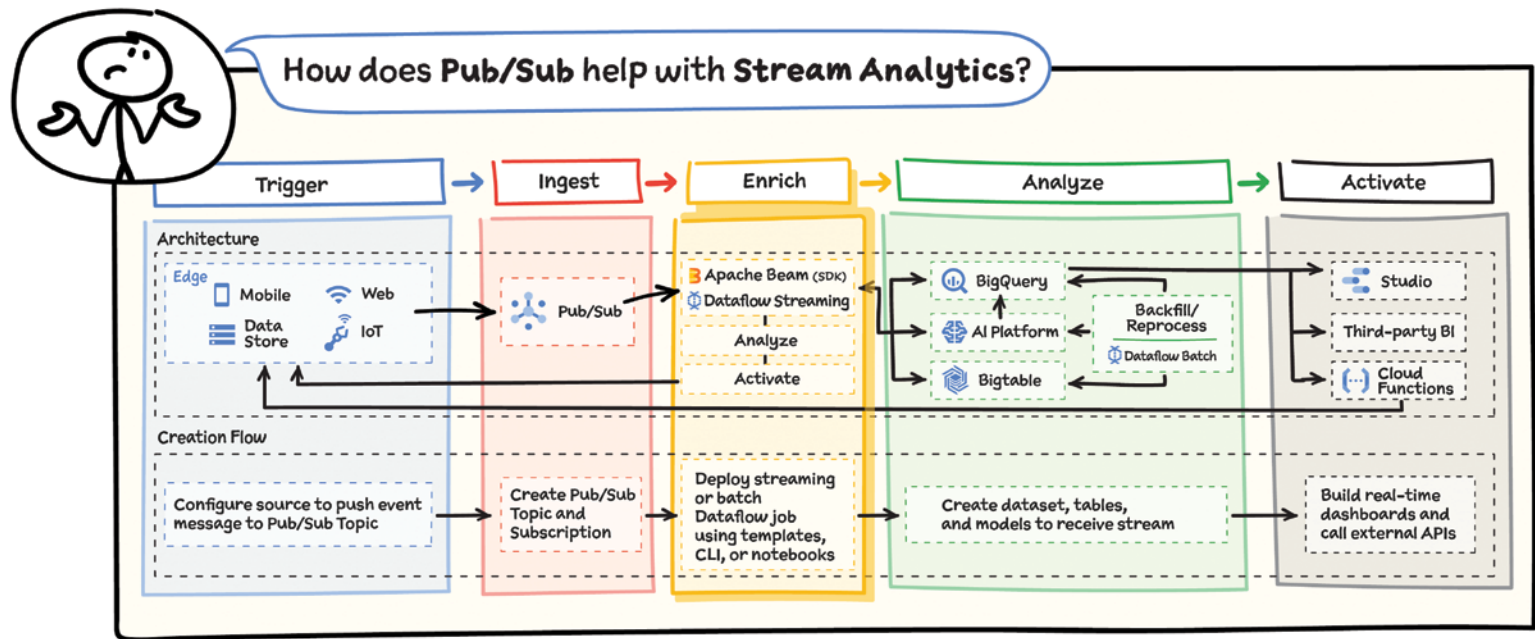 How does Pub/Sub help with Stream Analytics?
Trigger
Ingest
Enrich
Analyze
Activate
Architecture
Edge
Mobile
Web
Data
Store
IoT
Pub/Sub
Apache Beam (SDK)
Dataflow Streaming
Analyze
Activate
BigQuery
AI Platform
Bigtable
Backfill/
Reprocess
Dataflow Batch
Studio
Third-party BI
Cloud
Functions
Creation Flow
Configure source to push event
message to Pub/Sub Topic
Create Pub/Sub
Topic and
Subscription
Deploy streaming
or batch
Dataflow job
using templates,
CLI, or notebooks
Create dataset, tables,
and models to receive stream
Build real-time
dashboards and
call external APIs